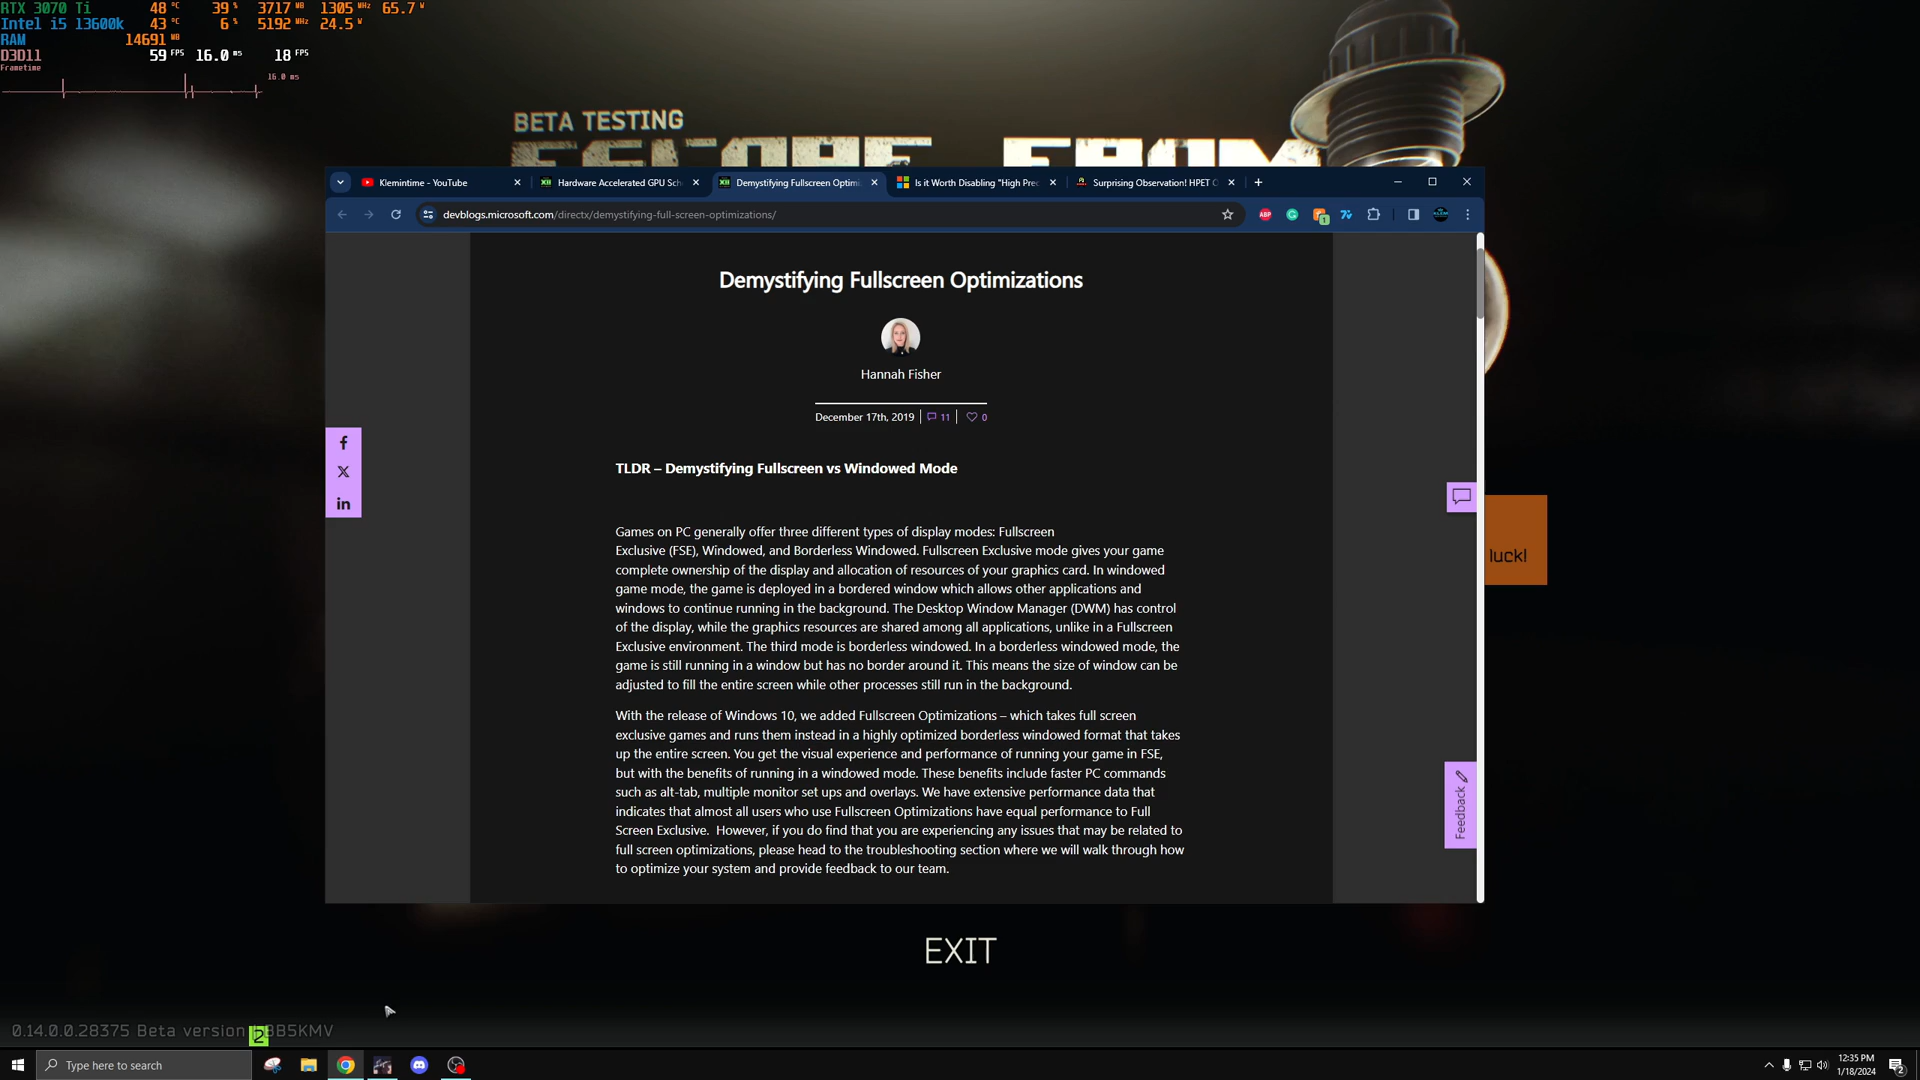 RTX 3070 Ti 48 °C 39 % 3717 MB 1305 MHz 65.7 W
Intel i5 13600k 43 °C 6 % 5192 MHz 24.5 W
RAM 14691 MB
D3D11 59 FPS 16.0 ms 18 FPS
Frametime
16.0 ms
BETA TESTING
ESCAPE FROM
Klemintime - YouTube
Hardware Accelerated GPU Sch
Demystifying Fullscreen Optimiz
Is it Worth Disabling "High Prec
Surprising Observation! HPET O
devblogs.microsoft.com/directx/demystifying-full-screen-optimizations/
ABP
1
Demystifying Fullscreen Optimizations
Hannah Fisher
December 17th, 2019 11 0
TLDR – Demystifying Fullscreen vs Windowed Mode
Games on PC generally offer three different types of display modes: Fullscreen
Exclusive (FSE), Windowed, and Borderless Windowed. Fullscreen Exclusive mode gives your game
complete ownership of the display and allocation of resources of your graphics card. In windowed
game mode, the game is deployed in a bordered window which allows other applications and
windows to continue running in the background. The Desktop Window Manager (DWM) has control
of the display, while the graphics resources are shared among all applications, unlike in a Fullscreen
Exclusive environment. The third mode is borderless windowed. In a borderless windowed mode, the
game is still running in a window but has no border around it. This means the size of window can be
adjusted to fill the entire screen while other processes still run in the background.
With the release of Windows 10, we added Fullscreen Optimizations – which takes full screen
exclusive games and runs them instead in a highly optimized borderless windowed format that takes
up the entire screen. You get the visual experience and performance of running your game in FSE,
but with the benefits of running in a windowed mode. These benefits include faster PC commands
such as alt-tab, multiple monitor set ups and overlays. We have extensive performance data that
indicates that almost all users who use Fullscreen Optimizations have equal performance to Full
Screen Exclusive. However, if you do find that you are experiencing any issues that may be related to
full screen optimizations, please head to the troubleshooting section where we will walk through how
to optimize your system and provide feedback to our team.
Feedback
luck!
EXIT
0.14.0.0.28375 Beta version BB5KMV
2
Type here to search
12:35 PM
1/18/2024
2